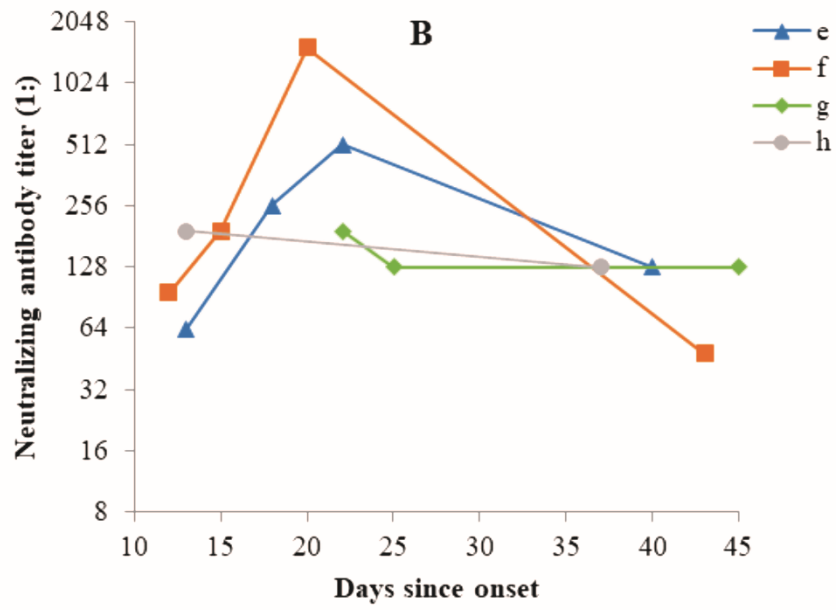 B
2048
1024
512
256
128
64
32
16
8
Neutralizing antibody titer (1:)
10 15 20 25 30 35 40 45
Days since onset
e
f
g
h